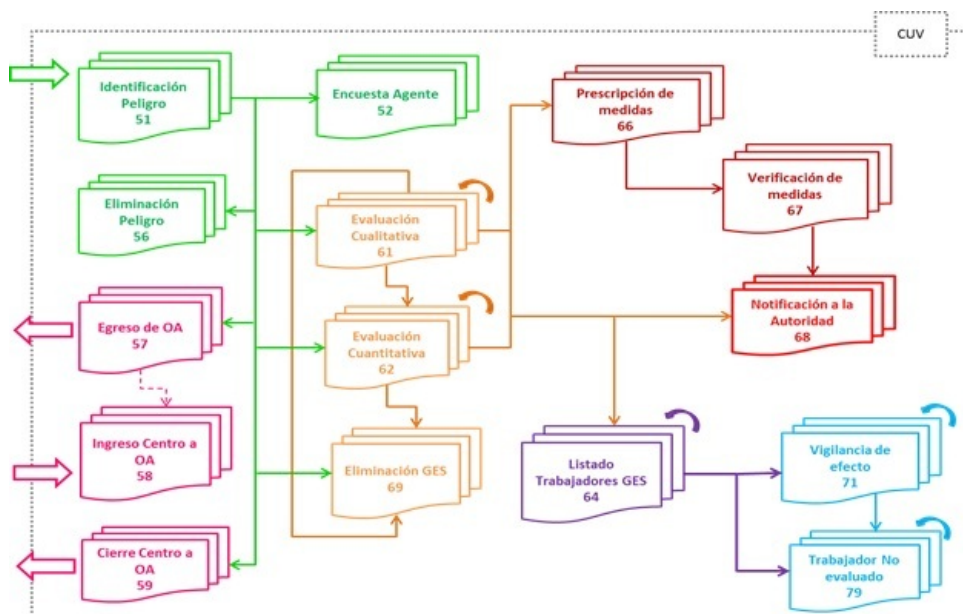 CUV
Identificación
Peligro
51
Encuesta Agente
52
Prescripción de
medidas
66
Verificación de
medidas
67
Eliminación
Peligro
56
Evaluación
Cualitativa
61
Egreso de OA
57
Evaluación
Cuantitativa
62
Notificación a la
Autoridad
68
Ingreso Centro a
OA
58
Eliminación GES
69
Listado
Trabajadores GES
64
Vigilancia de
efecto
71
Cierre Centro a
OA
59
Trabajador No
evaluado
79